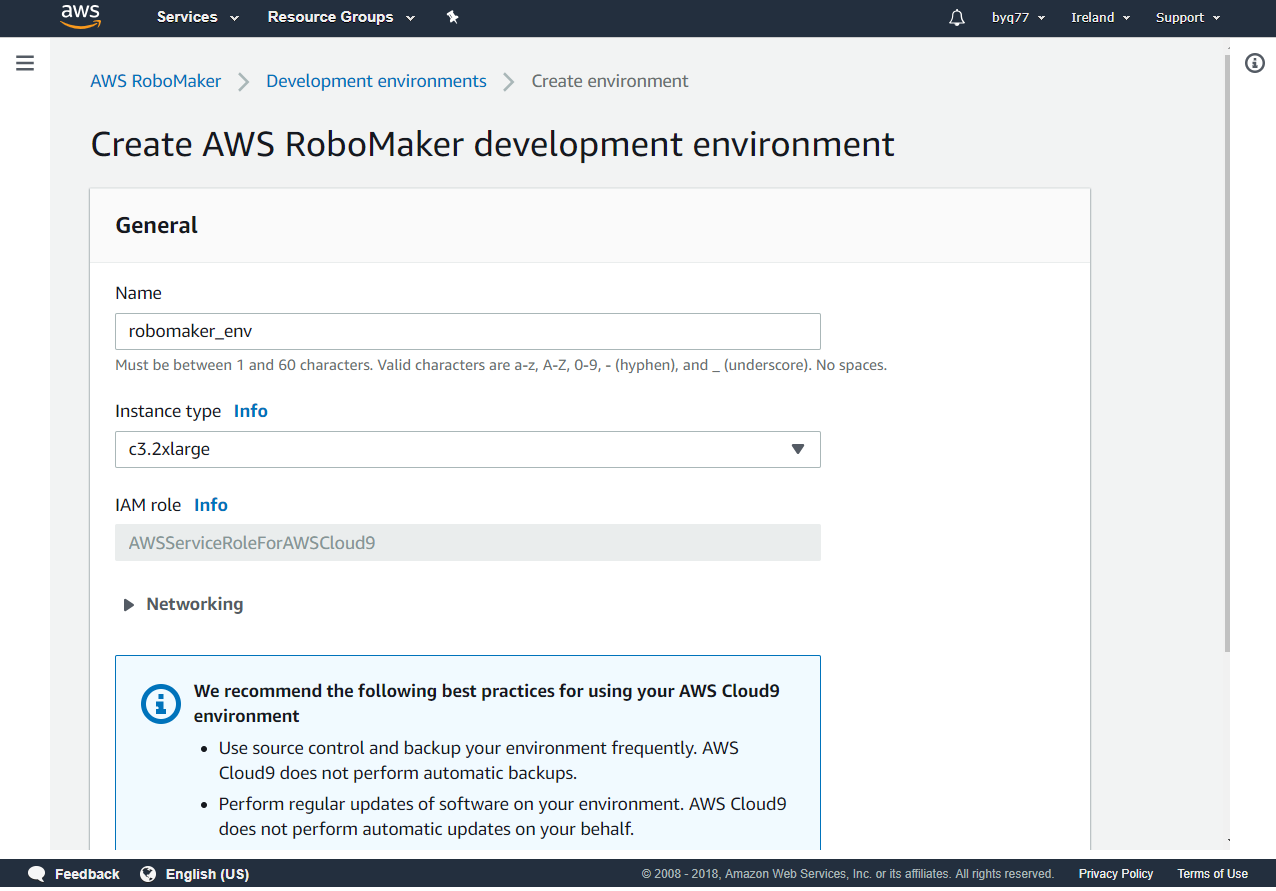 aws Services Resource Groups byq77 Ireland Support
AWS RoboMaker Development environments Create environment
Create AWS RoboMaker development environment
General
Name
robomaker_env
Must be between 1 and 60 characters. Valid characters are a-z, A-Z, 0-9, - (hyphen), and _ (underscore). No spaces.
Instance type Info
c3.2xlarge
IAM role Info
AWSServiceRoleForAWSCloud9
Networking
We recommend the following best practices for using your AWS Cloud9
environment
• Use source control and backup your environment frequently. AWS
Cloud9 does not perform automatic backups.
• Perform regular updates of software on your environment. AWS Cloud9
does not perform automatic updates on your behalf.
Feedback English (US) © 2008 - 2018, Amazon Web Services, Inc. or its affiliates. All rights reserved. Privacy Policy Terms of Use